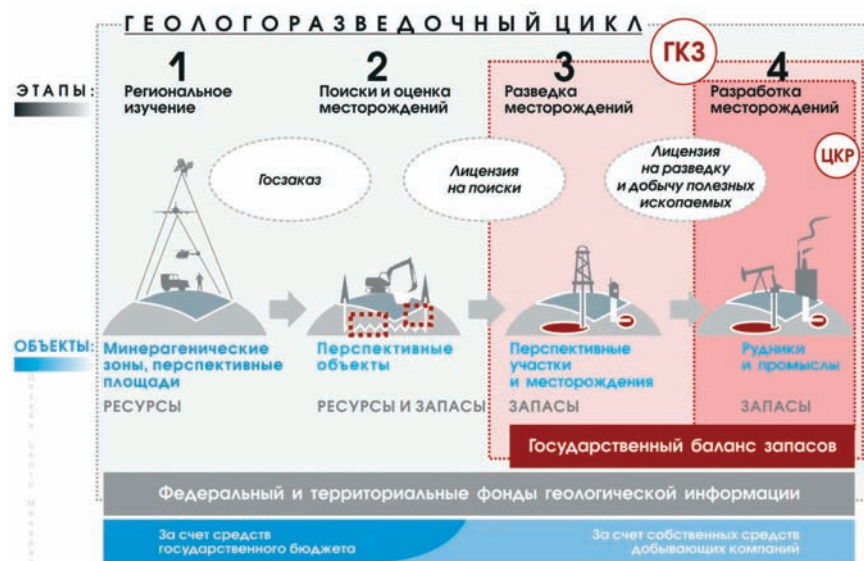 ГЕОЛОГОРАЗВЕДОЧНЫЙ ЦИКЛ
ГКЗ
ЭТАПЫ:
1
Региональное
изучение
2
Поиски и оценка
месторождений
3
Разведка
месторождений
4
Разработка
месторождений
ЦКР
Госзаказ
Лицензия
на поиски
Лицензия
на разведку
и добычу полезных
ископаемых
ОБЪЕКТЫ:
Минерагенические
зоны, перспективные
площади
Перспективные
объекты
Перспективные
участки
и месторождения
Рудники
и промыслы
РЕСУРСЫ
РЕСУРСЫ И ЗАПАСЫ
ЗАПАСЫ
ЗАПАСЫ
Государственный баланс запасов
Федеральный и территориальные фонды геологической информации
За счет средств
государственного бюджета
За счет собственных средств
добывающих компаний